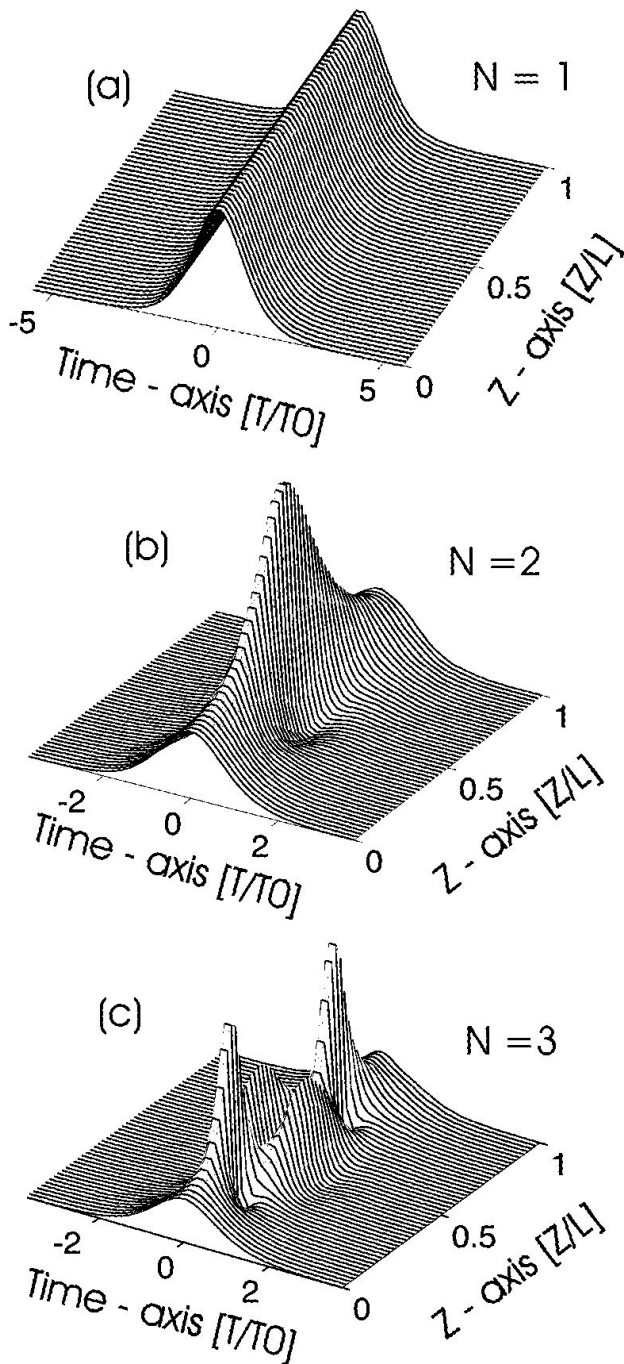 (a)
N = 1
-5
0
5
Time - axis [T/T0]
0
0.5
1
Z - axis [Z/L]
(b)
N =2
-2
0
2
Time - axis [T/T0]
0
0.5
1
Z - axis [Z/L]
(c)
N =3
-2
0
2
Time - axis [T/T0]
0
0.5
1
Z - axis [Z/L]